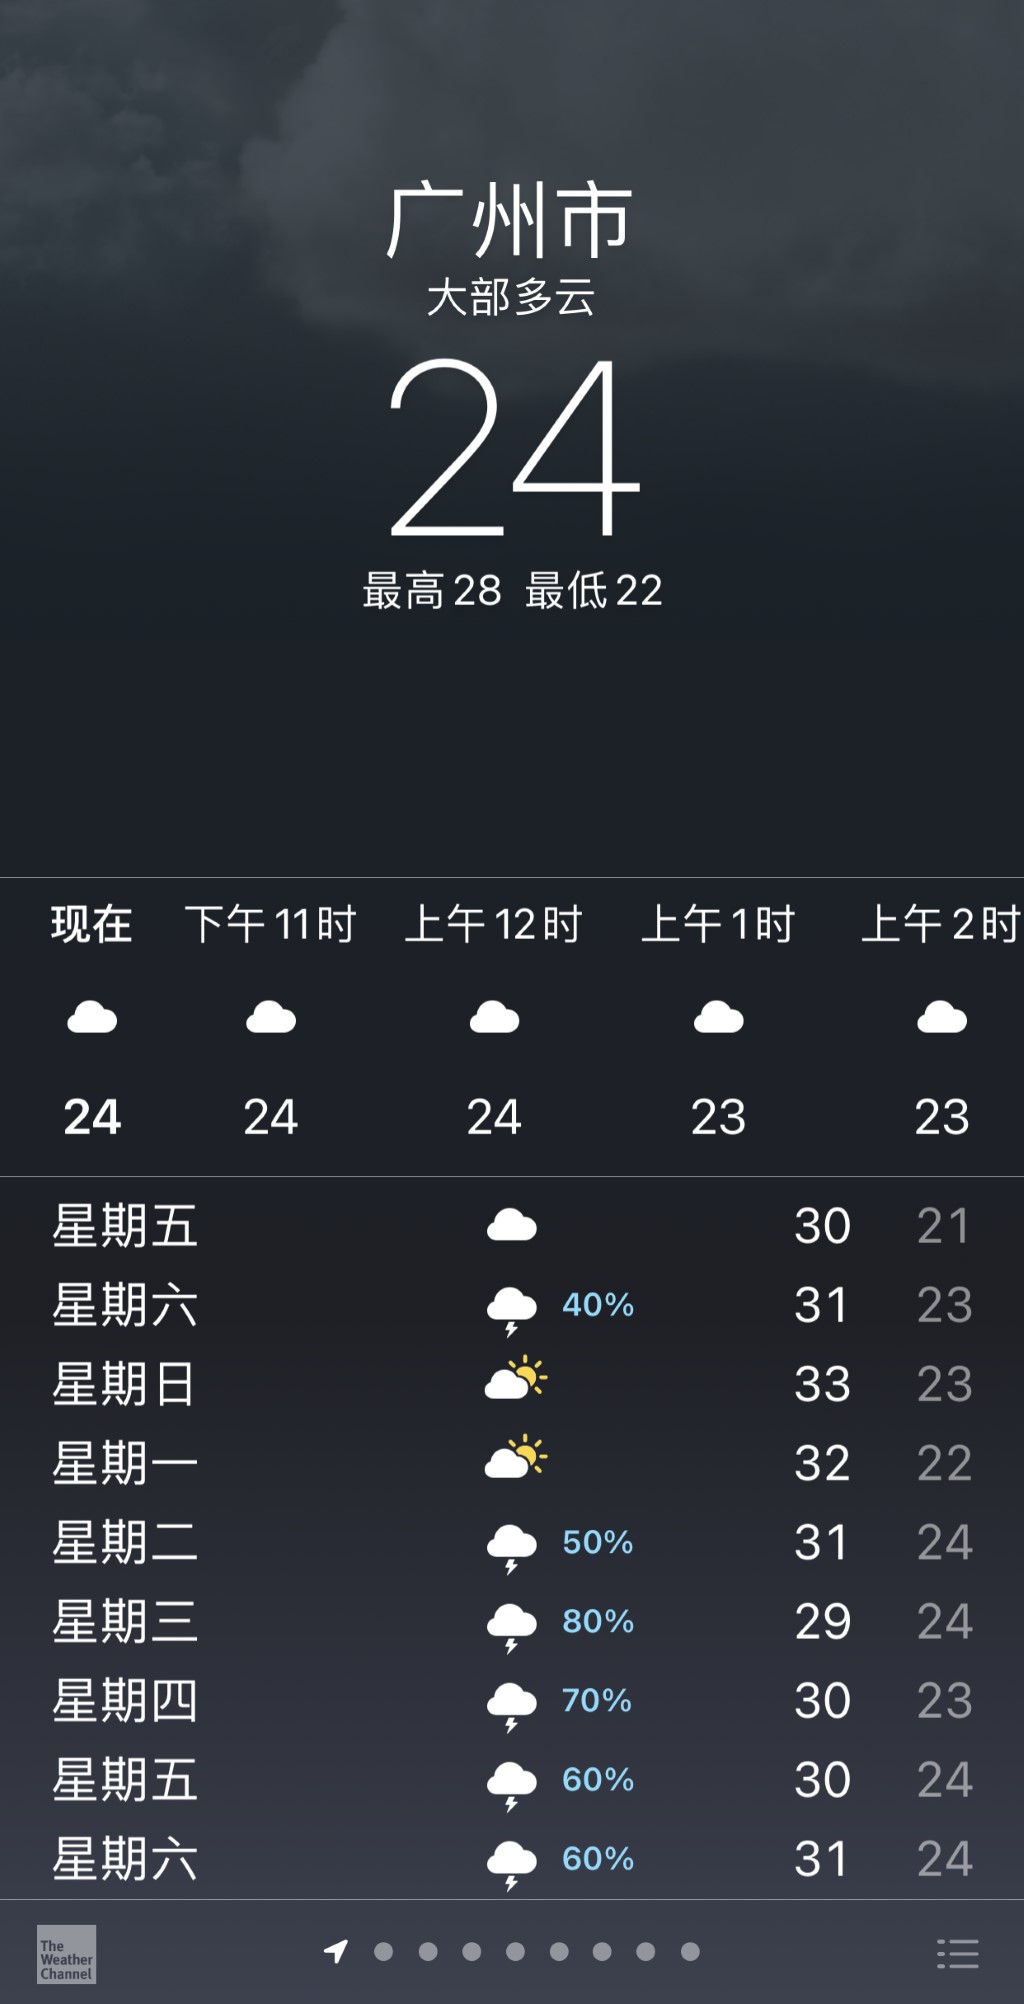 广州市
大部多云
24
最高 28 最低 22
现在 下午 11 时 上午 12 时 上午 1 时 上午 2 时
24 24 24 23 23
星期五 30 21
星期六 40% 31 23
星期日 33 23
星期一 32 22
星期二 50% 31 24
星期三 80% 29 24
星期四 70% 30 23
星期五 60% 30 24
星期六 60% 31 24
The
Weather
Channel